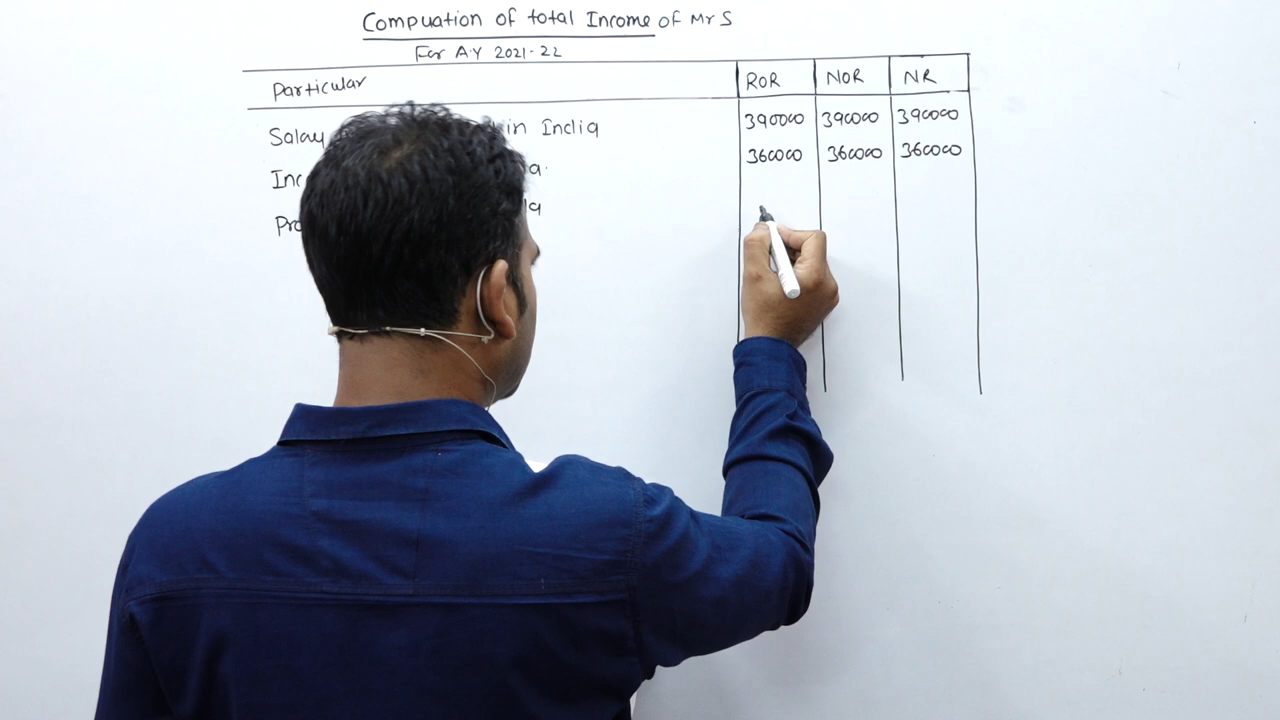 Compuation of total Income of Mr S
For A.Y 2021-22
Particular ROR NOR NR
Salay in India 390000 390000 390000
360000 360000 360000